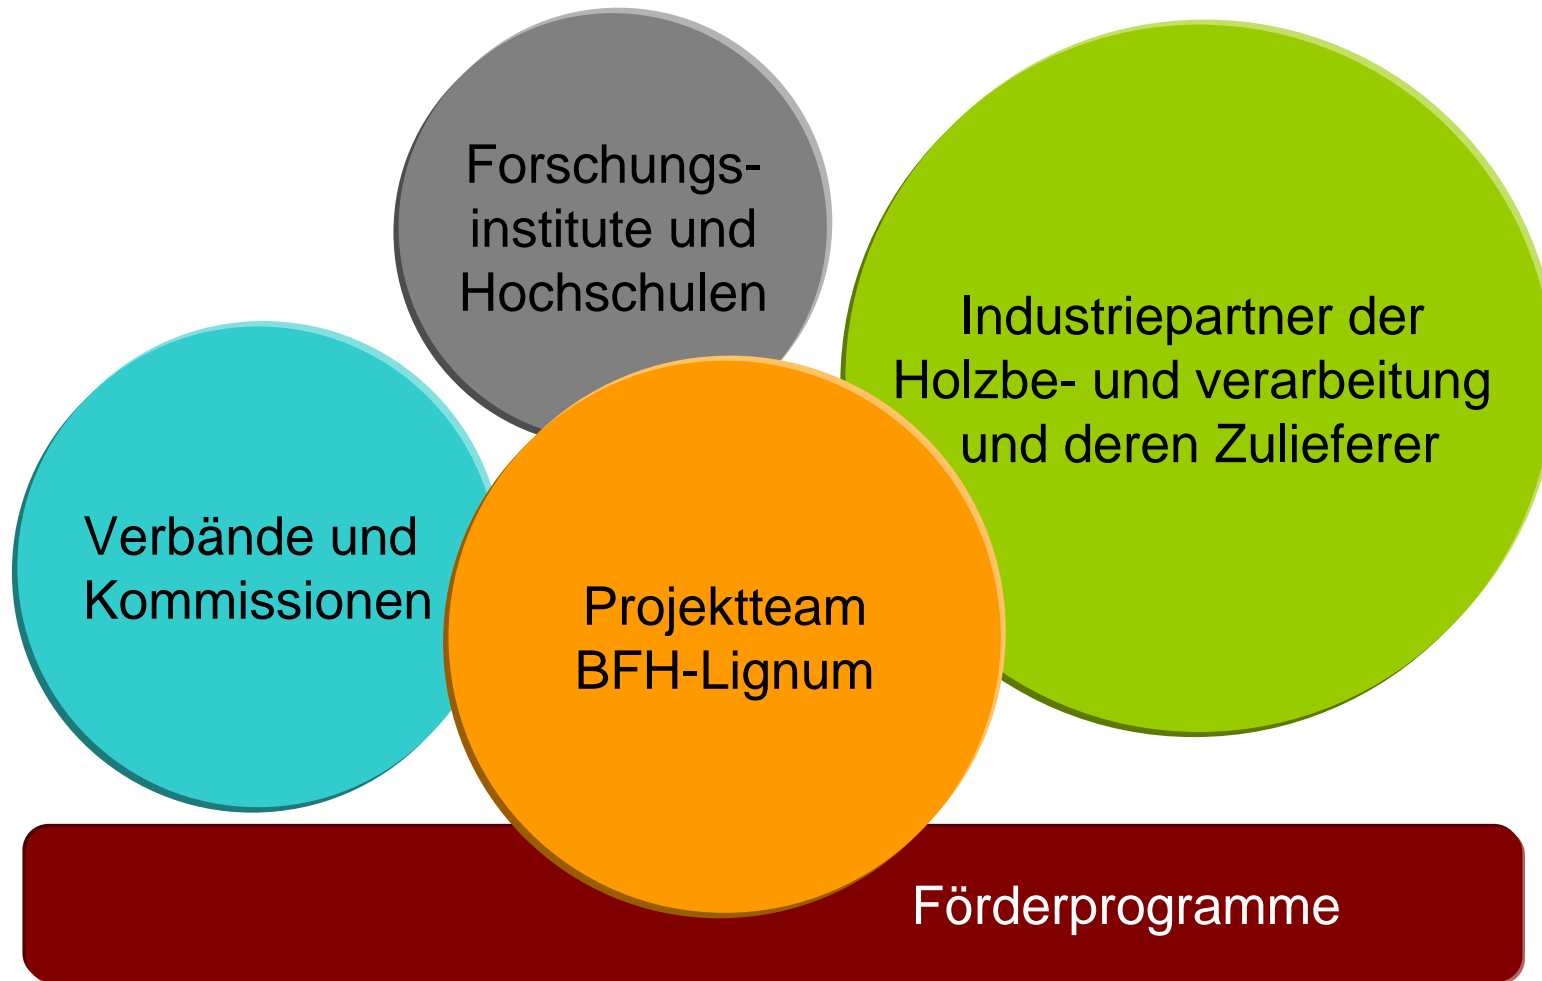 Forschungs-
institute und
Hochschulen
Industriepartner der
Holzbe- und verarbeitung
und deren Zulieferer
Verbände und
Kommissionen
Projektteam
BFH-Lignum
Förderprogramme